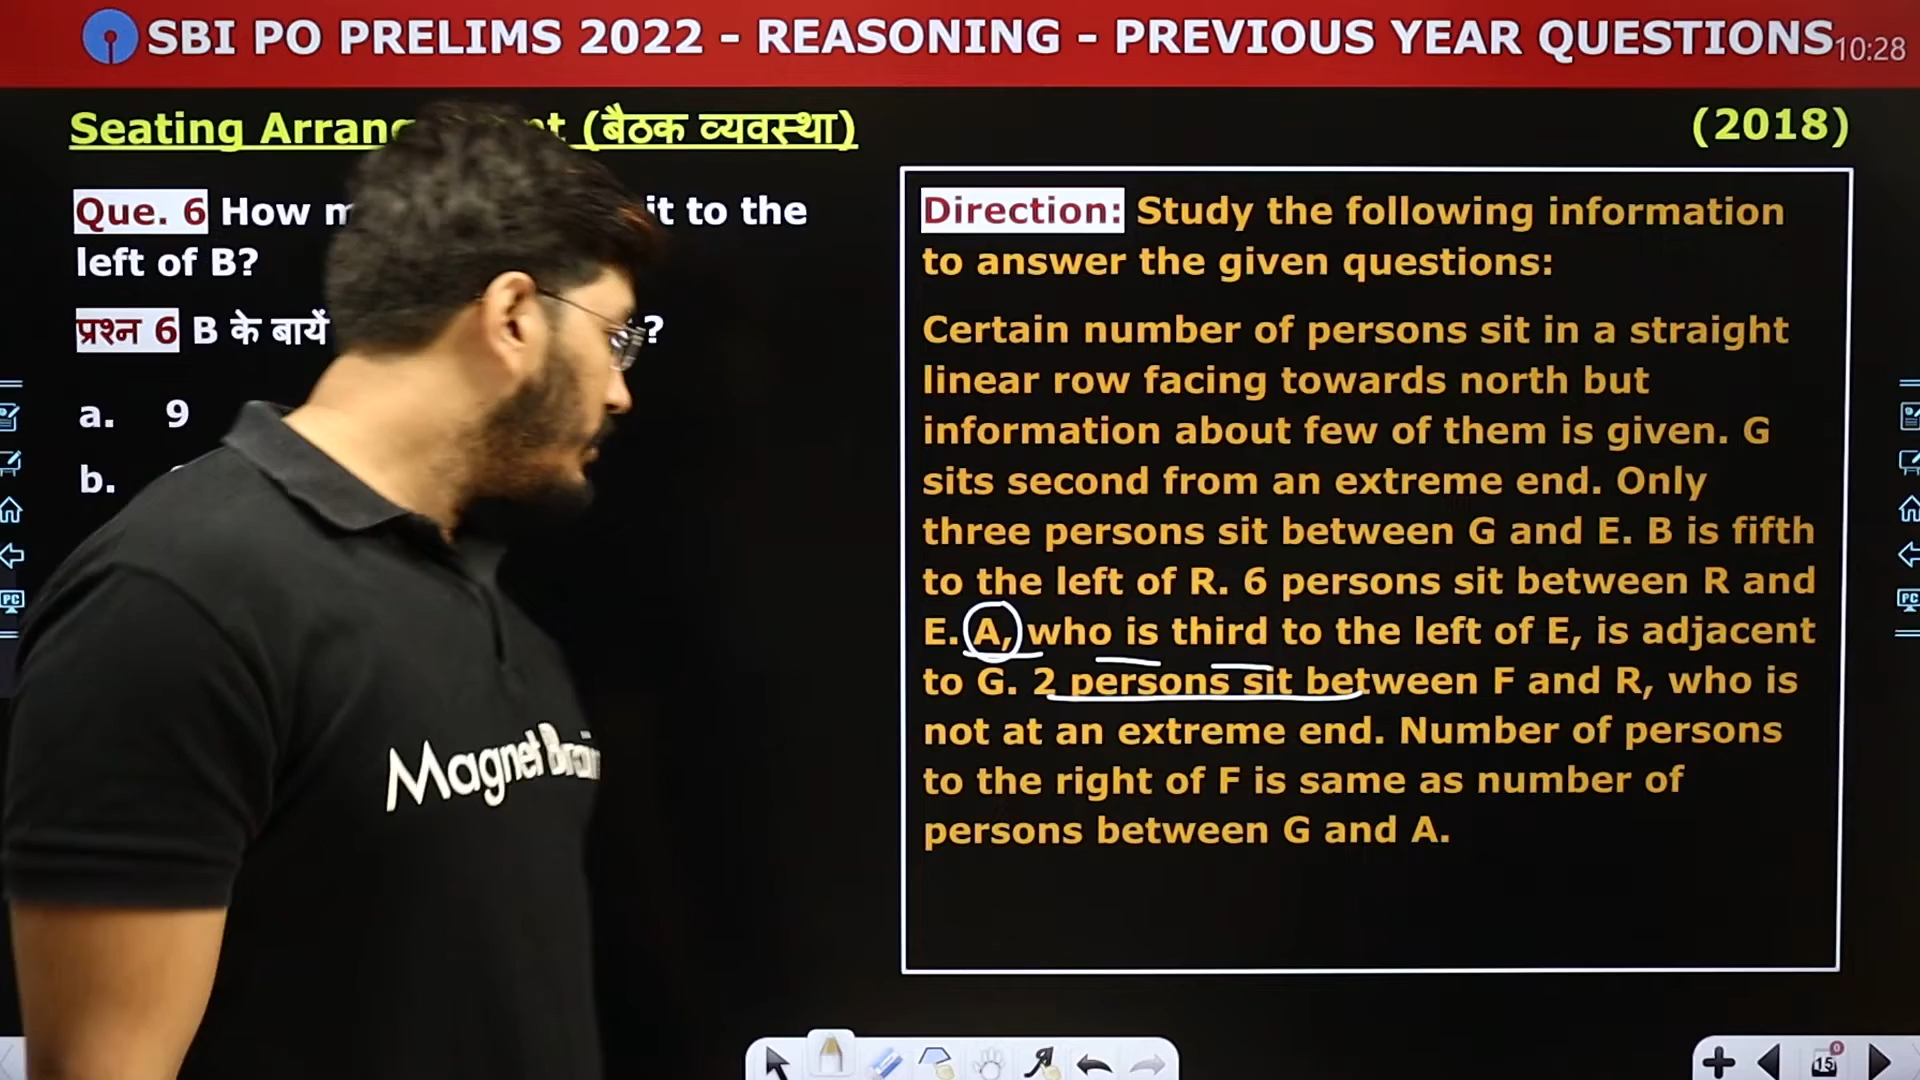 SBI PO PRELIMS 2022 - REASONING - PREVIOUS YEAR QUESTIONS
10:28
Seating (बैठक व्यवस्था)
(2018)
Que. 6 How it to the
left of B?
प्रश्न 6 B के बायें ?
a. 9
b.
Direction: Study the following information
to answer the given questions:
Certain number of persons sit in a straight
linear row facing towards north but
information about few of them is given. G
sits second from an extreme end. Only
three persons sit between G and E. B is fifth
to the left of R. 6 persons sit between R and
E. A, who is third to the left of E, is adjacent
to G. 2 persons sit between F and R, who is
not at an extreme end. Number of persons
to the right of F is same as number of
persons between G and A.
Magnet Brain
PC
PC
15
0